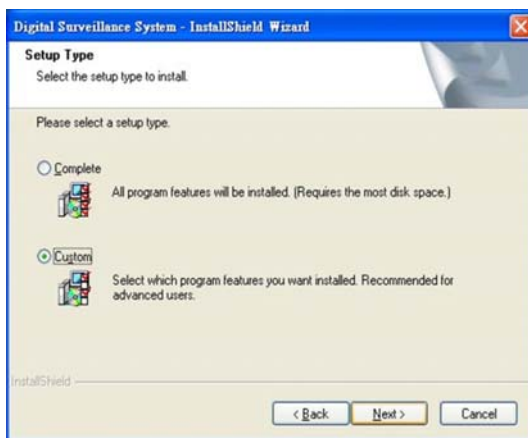 Digital Surveillance System - InstallShield Wizard
Setup Type
Select the setup type to install.
Please select a setup type.
Complete
All program features will be installed. (Requires the most disk space.)
Custom
Select which program features you want installed. Recommended for
advanced users.
InstallShield
< Back
Next >
Cancel